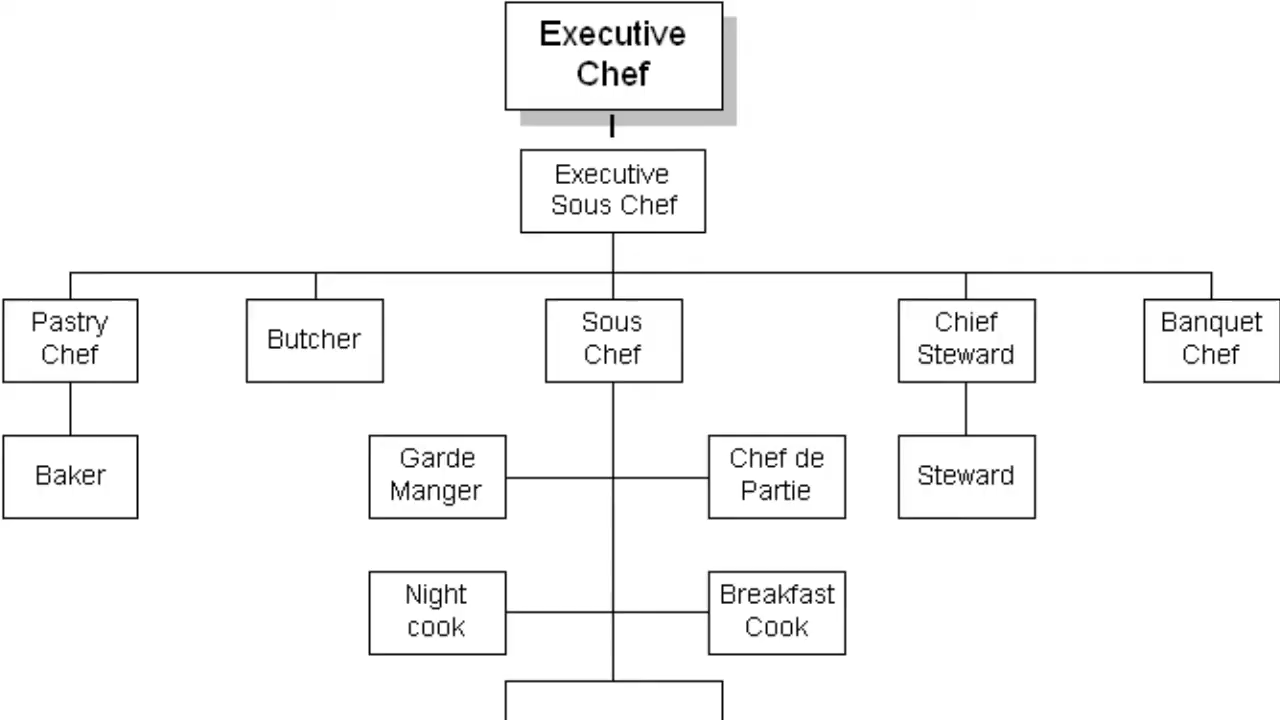 Executive
Chef
Executive
Sous Chef
Pastry
Chef
Butcher
Sous
Chef
Chief
Steward
Banquet
Chef
Baker
Garde
Manger
Chef de
Partie
Steward
Night
cook
Breakfast
Cook